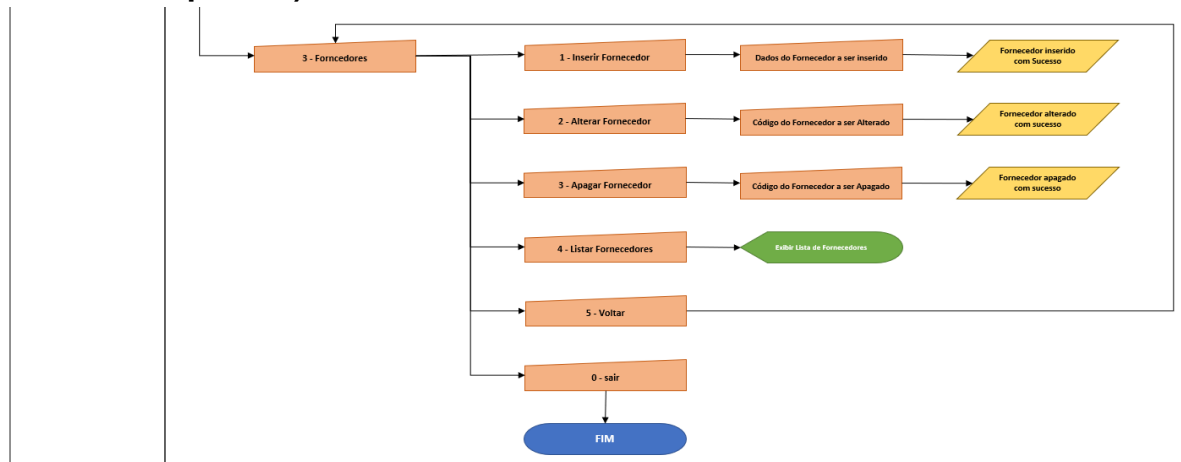 3 - Forncedores
1 - Inserir Fornecedor
Dados do Fornecedor a ser inserido
Fornecedor inserido
com Sucesso
2 - Alterar Fornecedor
Código do Fornecedor a ser Alterado
Fornecedor alterado
com sucesso
3 - Apagar Fornecedor
Código do Fornecedor a ser Apagado
Fornecedor apagado
com sucesso
4 - Listar Fornecedores
Exibir Lista de Fornecedores
5 - Voltar
0 - sair
FIM